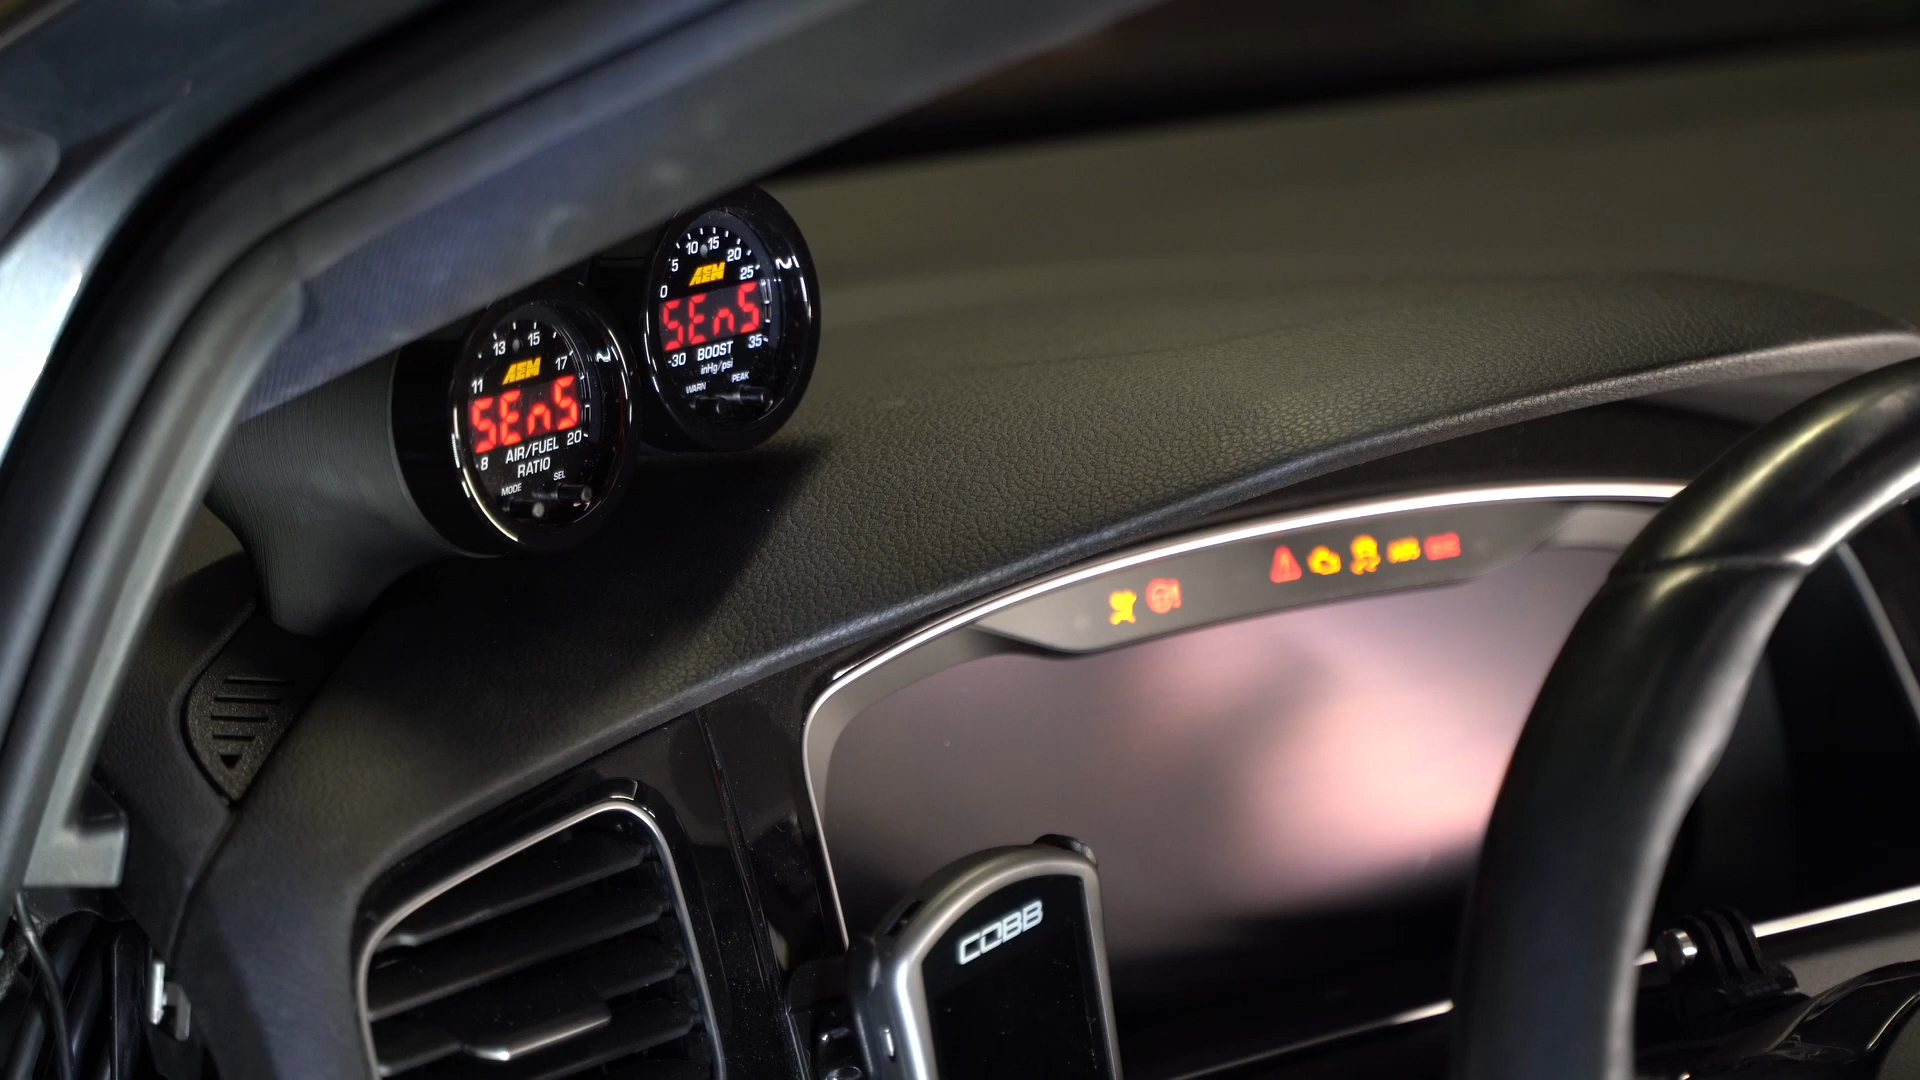 13 15
11 17
AEM
SEnS
8 AIR/FUEL 20
RATIO
MODE SEL
10 15
5 20
AEM 25
0
SEnS
-30 BOOST 35
inHg/psi
WARN PEAK
COBB